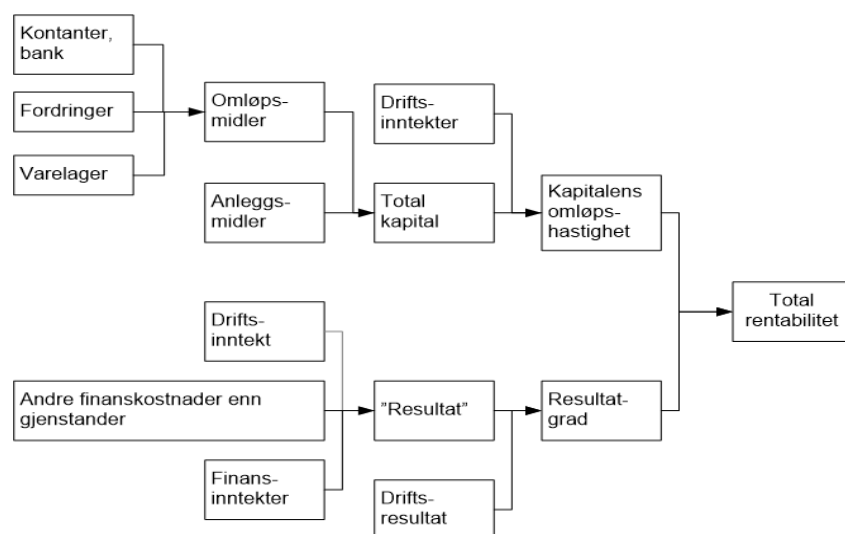 Kontanter,
bank
Fordringer
Varelager
Omløps-
midler
Anleggs-
midler
Drifts-
inntekter
Total
kapital
Kapitalens
omløps-
hastighet
Total
rentabilitet
Drifts-
inntekt
Andre finanskostnader enn
gjenstander
Finans-
inntekter
”Resultat”
Drifts-
resultat
Resultat-
grad